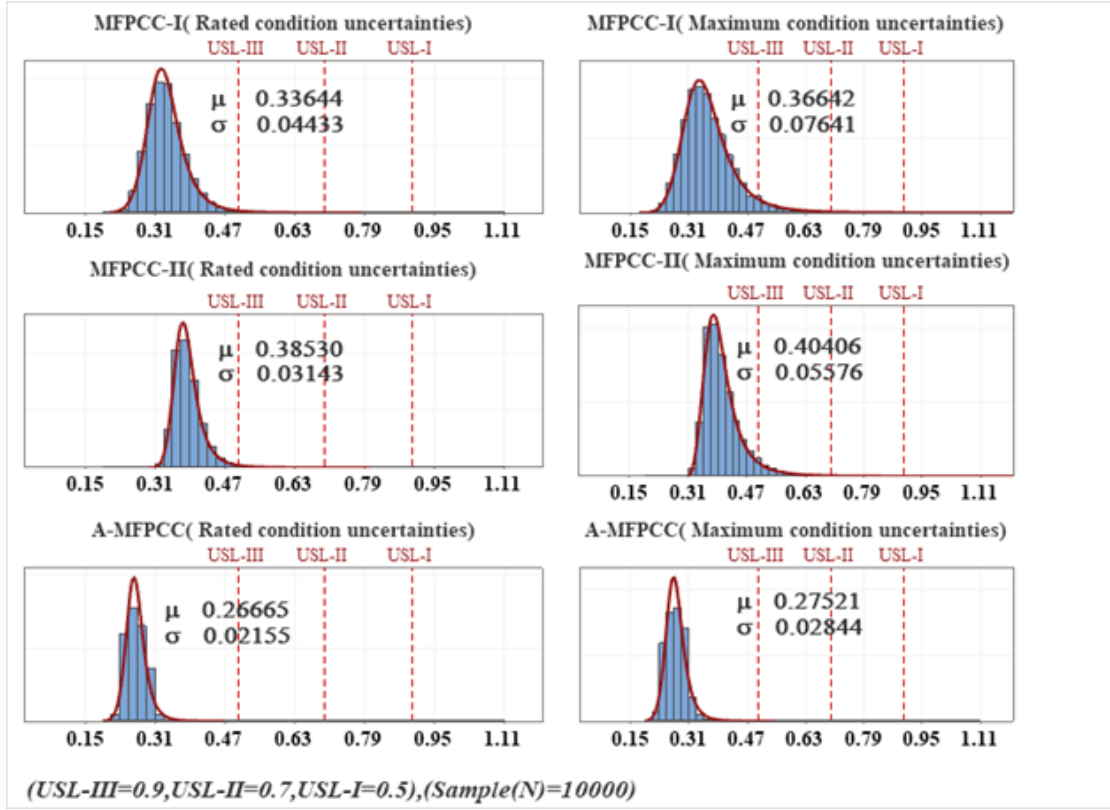 MFPCC-I( Rated condition uncertainties)
USL-III USL-II USL-I
μ 0.33644
σ 0.04433
0.15 0.31 0.47 0.63 0.79 0.95 1.11
MFPCC-I( Maximum condition uncertainties)
USL-III USL-II USL-I
μ 0.36642
σ 0.07641
0.15 0.31 0.47 0.63 0.79 0.95 1.11
MFPCC-II( Rated condition uncertainties)
USL-III USL-II USL-I
μ 0.38530
σ 0.03143
0.15 0.31 0.47 0.63 0.79 0.95 1.11
MFPCC-II( Maximum condition uncertainties)
USL-III USL-II USL-I
μ 0.40406
σ 0.05576
0.15 0.31 0.47 0.63 0.79 0.95 1.11
A-MFPCC( Rated condition uncertainties)
USL-III USL-II USL-I
μ 0.26665
σ 0.02155
0.15 0.31 0.47 0.63 0.79 0.95 1.11
A-MFPCC( Maximum condition uncertainties)
USL-III USL-II USL-I
μ 0.27521
σ 0.02844
0.15 0.31 0.47 0.63 0.79 0.95 1.11
(USL-III=0.9,USL-II=0.7,USL-I=0.5),(Sample(N)=10000)